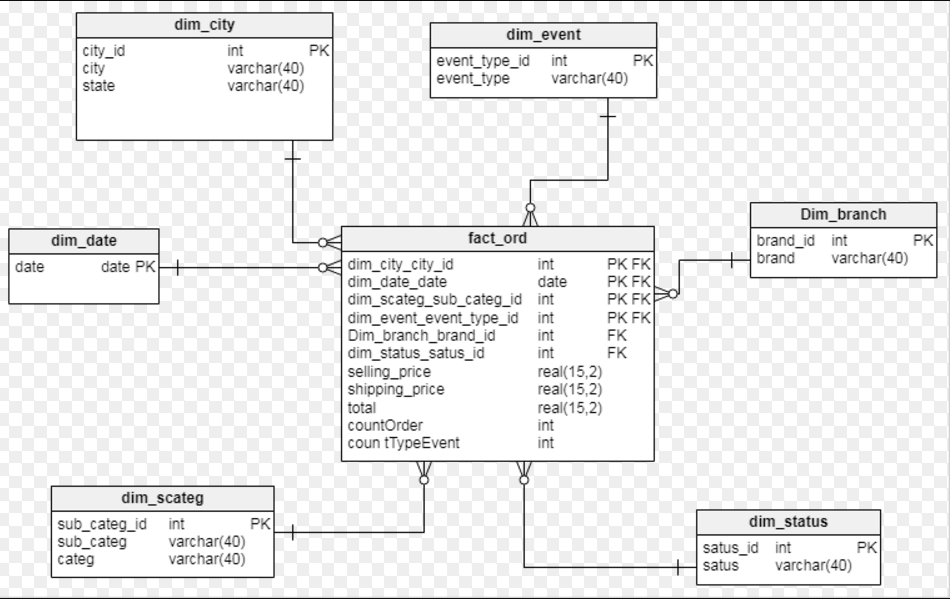 dim_city
city_id int PK
city varchar(40)
state varchar(40)
dim_event
event_type_id int PK
event_type varchar(40)
Dim_branch
brand_id int PK
brand varchar(40)
dim_date
date date PK
fact_ord
dim_city_city_id int PK FK
dim_date_date date PK FK
dim_scateg_sub_categ_id int PK FK
dim_event_event_type_id int PK FK
Dim_branch_brand_id int FK
dim_status_satus_id int FK
selling_price real(15,2)
shipping_price real(15,2)
total real(15,2)
countOrder int
coun tTypeEvent int
dim_scateg
sub_categ_id int PK
sub_categ varchar(40)
categ varchar(40)
dim_status
satus_id int PK
satus varchar(40)